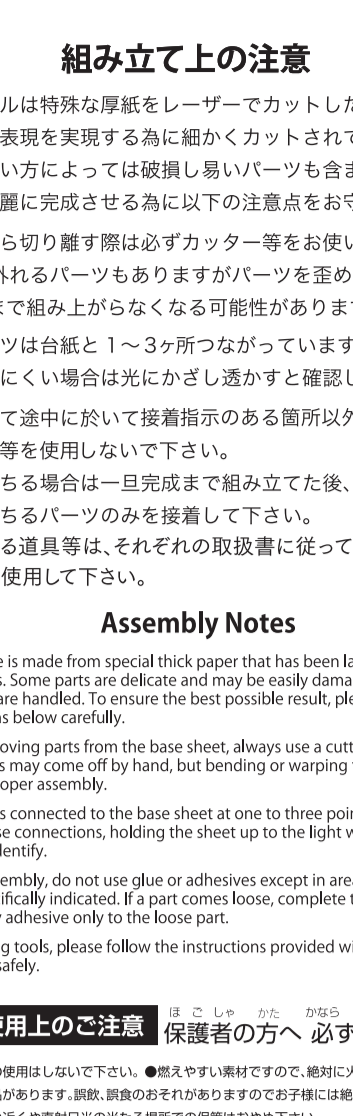 組み立て上の注意
ルは特殊な厚紙をレーザーでカットした
表現を実現する為に細かくカットされて
い方によっては破損し易いパーツも含ま
麗に完成させる為に以下の注意点をお守
ら切り離す際は必ずカッター等をお使い
外れるパーツもありますがパーツを歪め
まで組み上がらなくなる可能性がありま
ツは台紙と 1～3ヶ所つながっています
にくい場合は光にかざし透かすと確認し
て途中に於いて接着指示のある箇所以外
等を使用しないで下さい。
ちる場合は一旦完成まで組み立てた後、
ちるパーツのみを接着して下さい。
る道具等は、それぞれの取扱書に従って
使用して下さい。
Assembly Notes
e is made from special thick paper that has been la
s. Some parts are delicate and may be easily dama
are handled. To ensure the best possible result, ple
ns below carefully.
oving parts from the base sheet, always use a cutt
s may come off by hand, but bending or warping
oper assembly.
s connected to the base sheet at one to three poin
se connections, holding the sheet up to the light w
dentify.
embly, do not use glue or adhesives except in area
ifically indicated. If a part comes loose, complete t
y adhesive only to the loose part.
g tools, please follow the instructions provided wi
safely.
使用上のご注意 保護者の方へ 必ず
ほごしゃ かた かなら
の使用はしないで下さい。●燃えやすい素材ですので、絶対に火
品があります。誤飲、誤食のおそれがありますのでお子様には絶